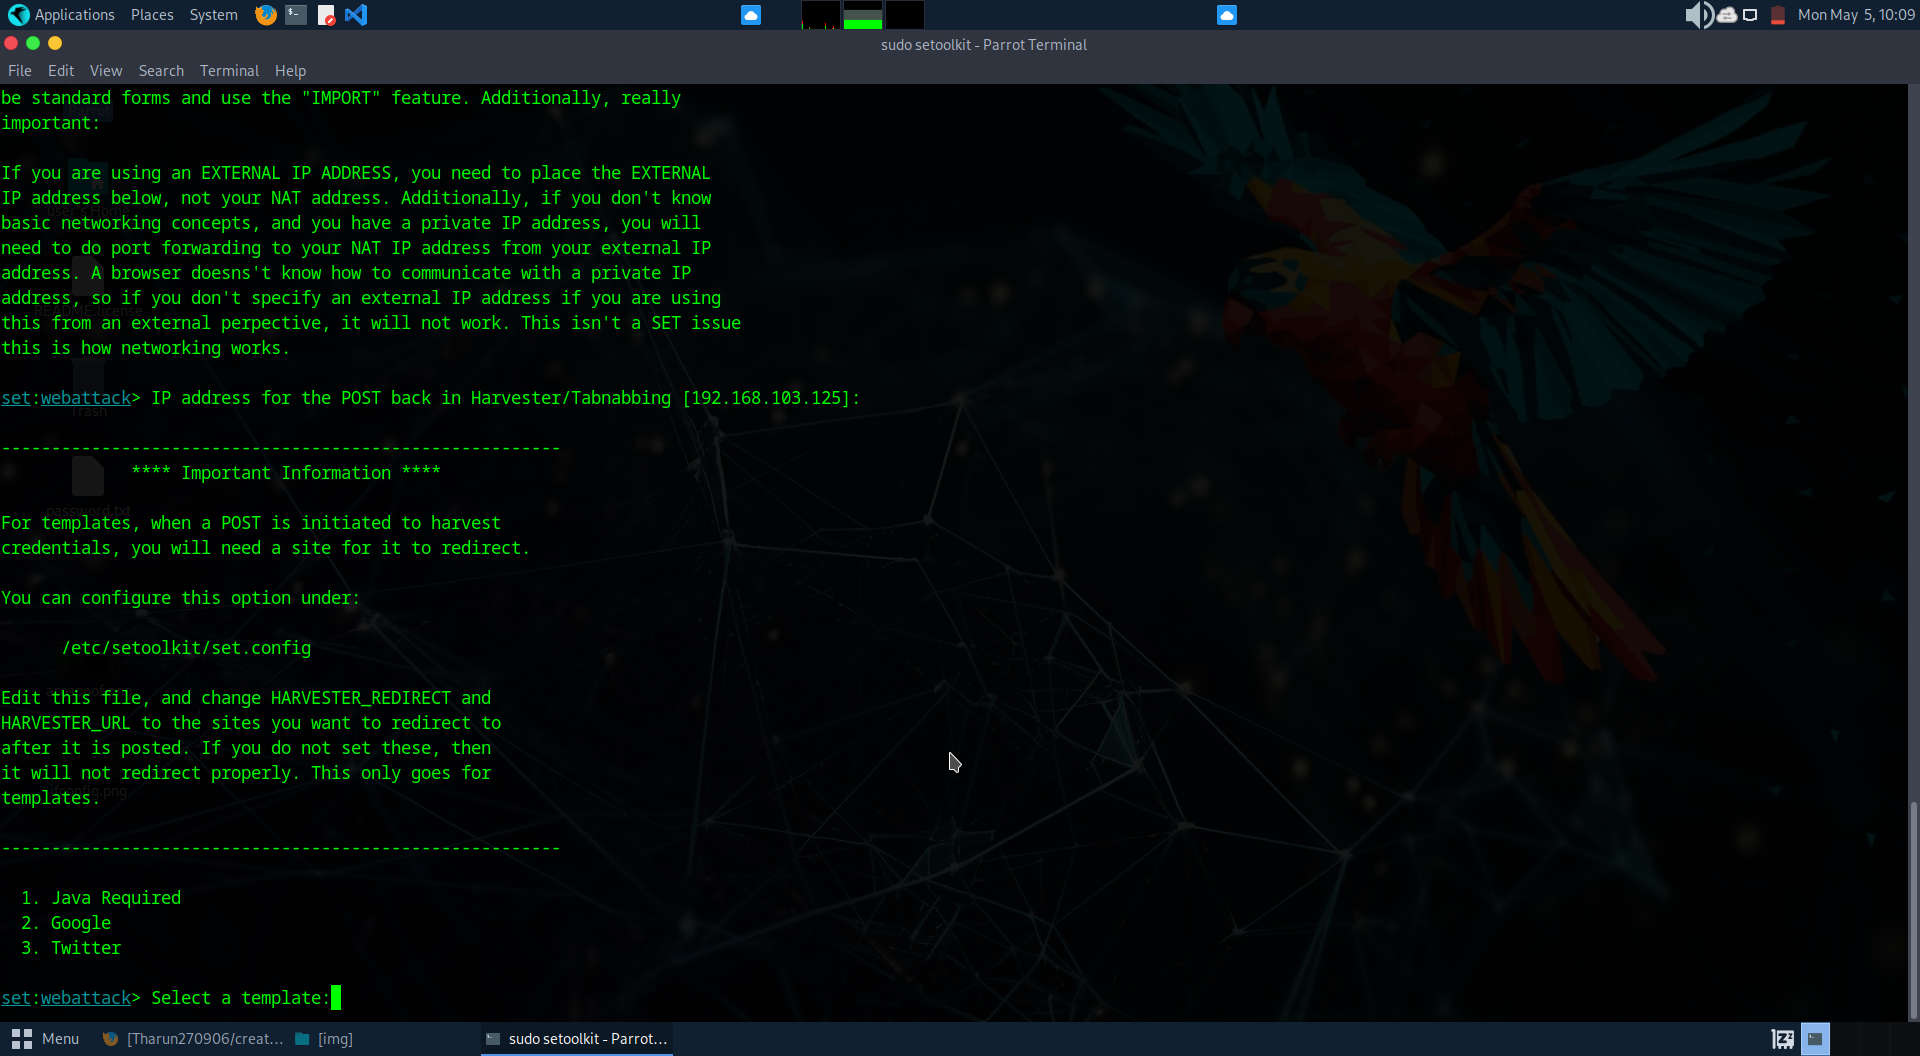 Applications Places System Mon May 5, 10:09
sudo setoolkit - Parrot Terminal
File Edit View Search Terminal Help
be standard forms and use the "IMPORT" feature. Additionally, really
important:
If you are using an EXTERNAL IP ADDRESS, you need to place the EXTERNAL
IP address below, not your NAT address. Additionally, if you don't know
basic networking concepts, and you have a private IP address, you will
user's Home
need to do port forwarding to your NAT IP address from your external IP
address. A browser doesns't know how to communicate with a private IP
address, so if you don't specify an external IP address if you are using
README.license
this from an external perpective, it will not work. This isn't a SET issue
this is how networking works.
set:webattack> IP address for the POST back in Harvester/Tabnabbing [192.168.103.125]:
Trash
-------------------------------------------------------
**** Important Information ****
password.txt
For templates, when a POST is initiated to harvest
credentials, you will need a site for it to redirect.
You can configure this option under:
/etc/setoolkit/set.config
Edit this file, and change HARVESTER_REDIRECT and
HARVESTER_URL to the sites you want to redirect to
after it is posted. If you do not set these, then
it will not redirect properly. This only goes for
templates.
-------------------------------------------------------
1. Java Required
2. Google
3. Twitter
set:webattack> Select a template:
Menu [Tharun270906/creat... [img] sudo setoolkit - Parrot...